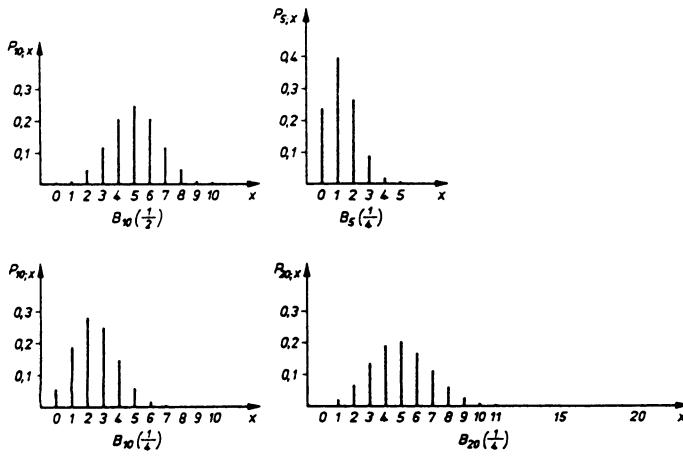 P10;x
0,3
0,2
0,1
0 1 2 3 4 5 6 7 8 9 10 x
B10(1/2)
P5;x
0,4
0,3
0,2
0,1
0 1 2 3 4 5 x
B5(1/4)
P10;x
0,3
0,2
0,1
0 1 2 3 4 5 6 7 8 9 10 x
B10(1/4)
P20;x
0,3
0,2
0,1
0 1 2 3 4 5 6 7 8 9 10 11 15 20 x
B20(1/4)